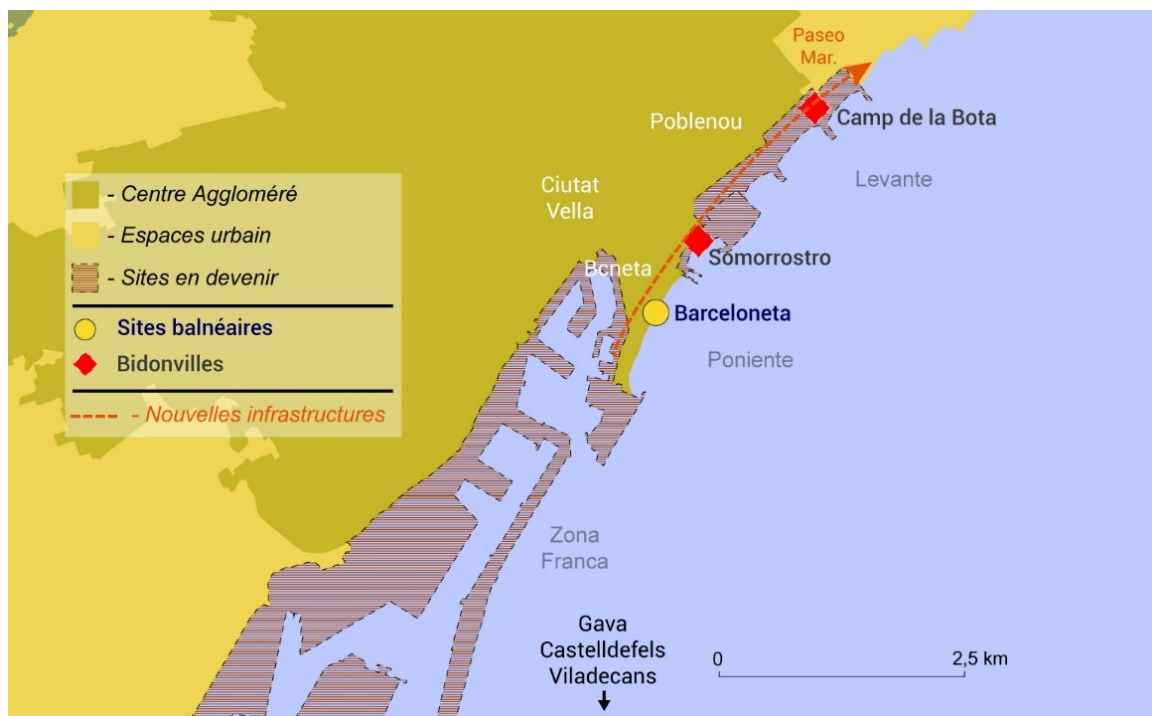 Paseo
Mar.
Poblenou
Camp de la Bota
Levante
Ciutat
Vella
- Centre Aggloméré
- Espaces urbain
- Sites en devenir
Sites balnéaires
Bidonvilles
- Nouvelles infrastructures
Bcneta
Somorrostro
Barceloneta
Poniente
Zona
Franca
Gava
Castelldefels
Viladecans
0
2,5 km